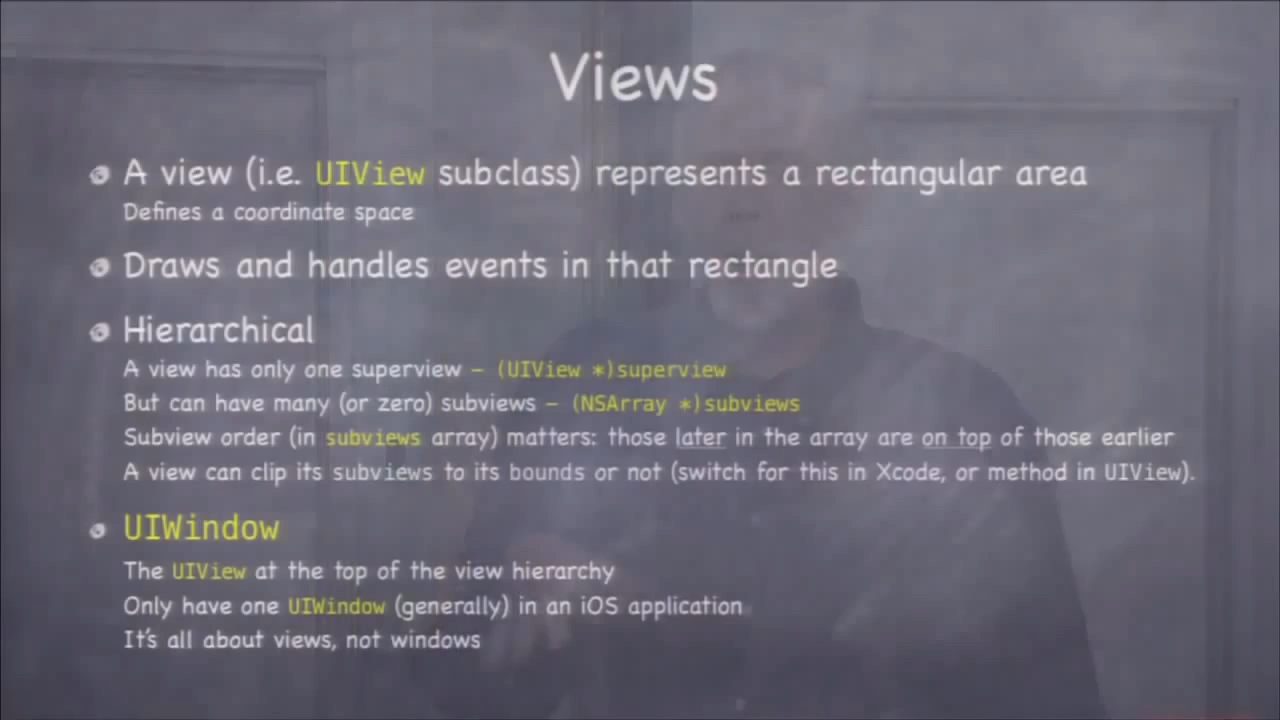 Views
A view (i.e. UIView subclass) represents a rectangular area
Defines a coordinate space
Draws and handles events in that rectangle
Hierarchical
A view has only one superview - (UIView *)superview
But can have many (or zero) subviews - (NSArray *)subviews
Subview order (in subviews array) matters: those later in the array are on top of those earlier
A view can clip its subviews to its bounds or not (switch for this in Xcode, or method in UIView).
UIWindow
The UIView at the top of the view hierarchy
Only have one UIWindow (generally) in an iOS application
It's all about views, not windows